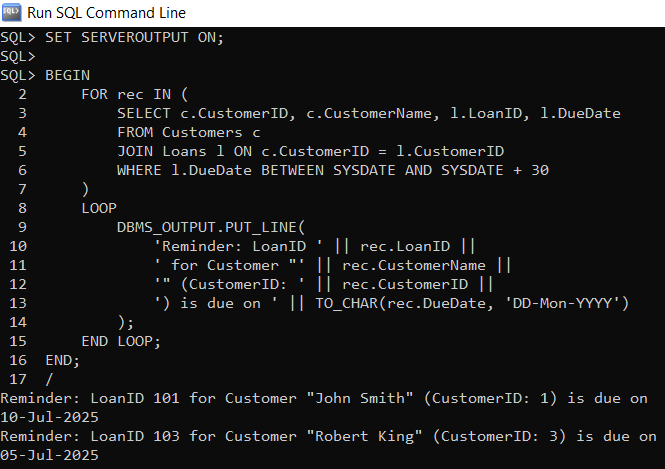 Run SQL Command Line
SQL> SET SERVEROUTPUT ON;
SQL>
SQL> BEGIN
  2      FOR rec IN (
  3          SELECT c.CustomerID, c.CustomerName, l.LoanID, l.DueDate
  4          FROM Customers c
  5          JOIN Loans l ON c.CustomerID = l.CustomerID
  6          WHERE l.DueDate BETWEEN SYSDATE AND SYSDATE + 30
  7      )
  8      LOOP
  9          DBMS_OUTPUT.PUT_LINE(
 10              'Reminder: LoanID ' || rec.LoanID ||
 11              ' for Customer "' || rec.CustomerName ||
 12              '" (CustomerID: ' || rec.CustomerID ||
 13              ') is due on ' || TO_CHAR(rec.DueDate, 'DD-Mon-YYYY')
 14          );
 15      END LOOP;
 16  END;
 17  /
Reminder: LoanID 101 for Customer "John Smith" (CustomerID: 1) is due on
10-Jul-2025
Reminder: LoanID 103 for Customer "Robert King" (CustomerID: 3) is due on
05-Jul-2025